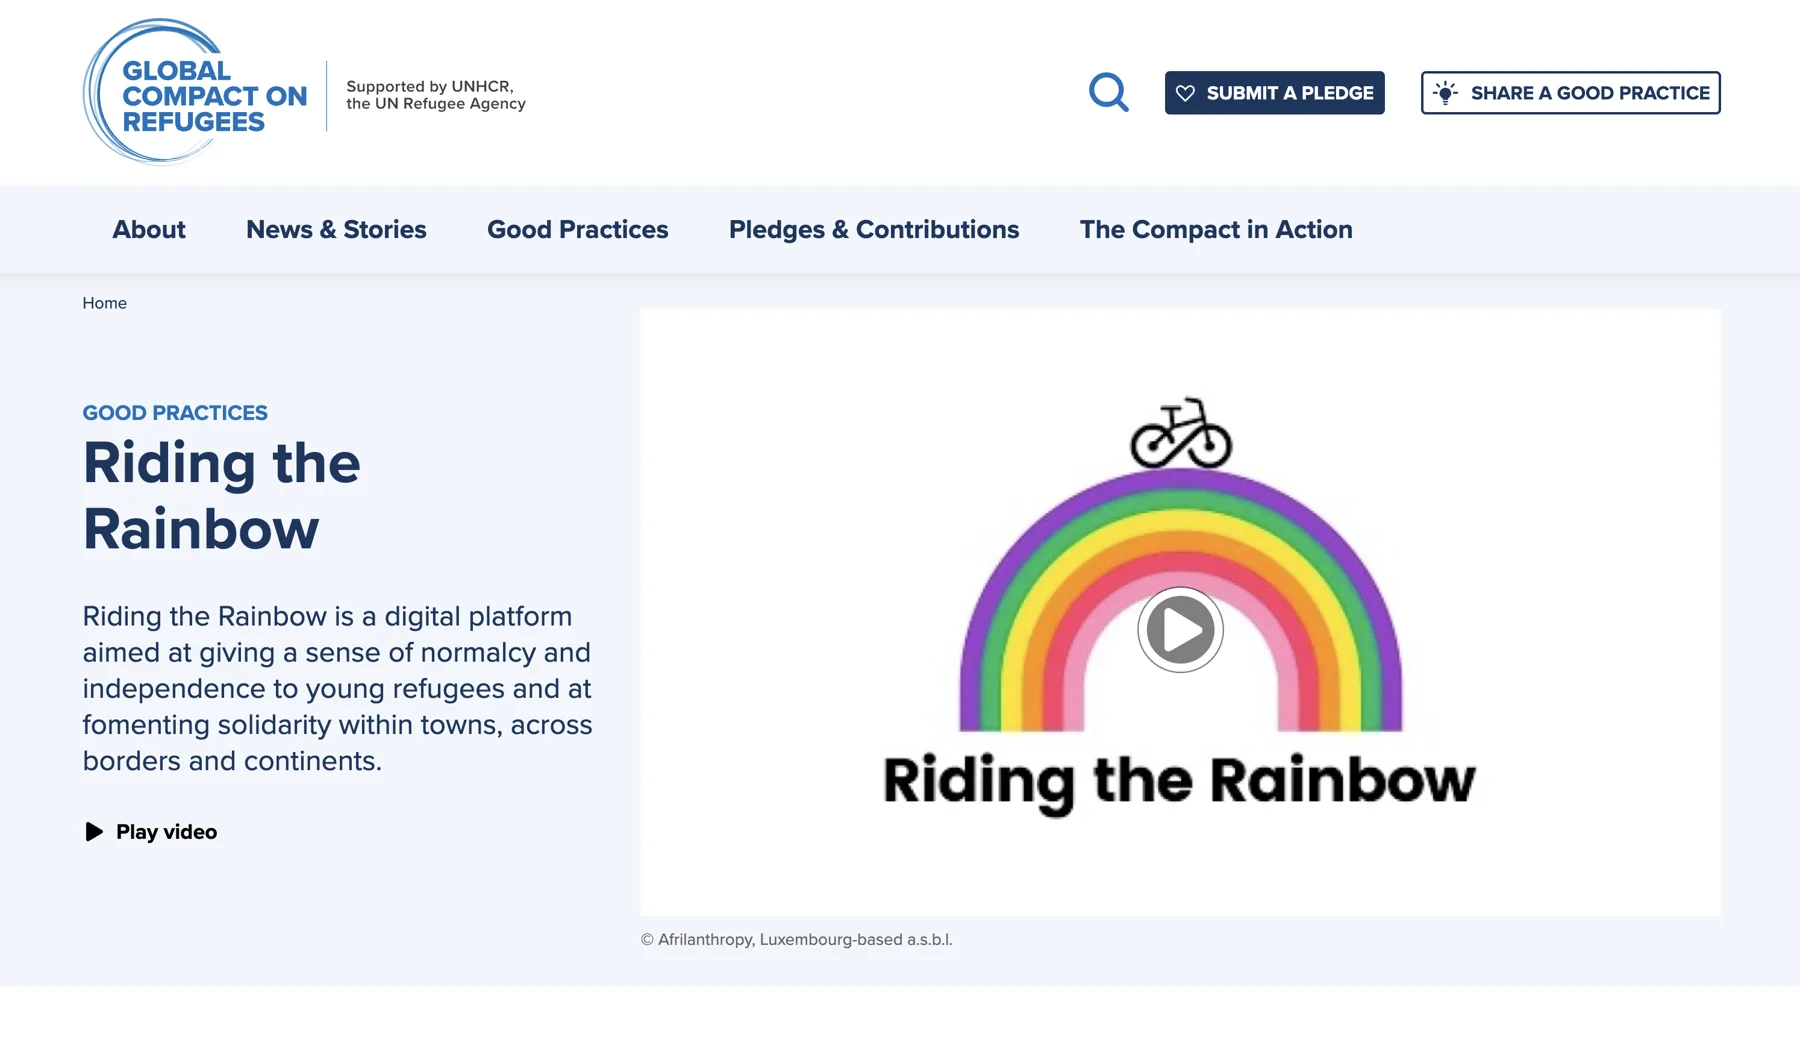 GLOBAL
COMPACT ON
REFUGEES
Supported by UNHCR,
the UN Refugee Agency
SUBMIT A PLEDGE
SHARE A GOOD PRACTICE
About
News & Stories
Good Practices
Pledges & Contributions
The Compact in Action
Home
GOOD PRACTICES
Riding the
Rainbow
Riding the Rainbow is a digital platform
aimed at giving a sense of normalcy and
independence to young refugees and at
fomenting solidarity within towns, across
borders and continents.
Play video
Riding the Rainbow
© Afrilanthropy, Luxembourg-based a.s.b.l.